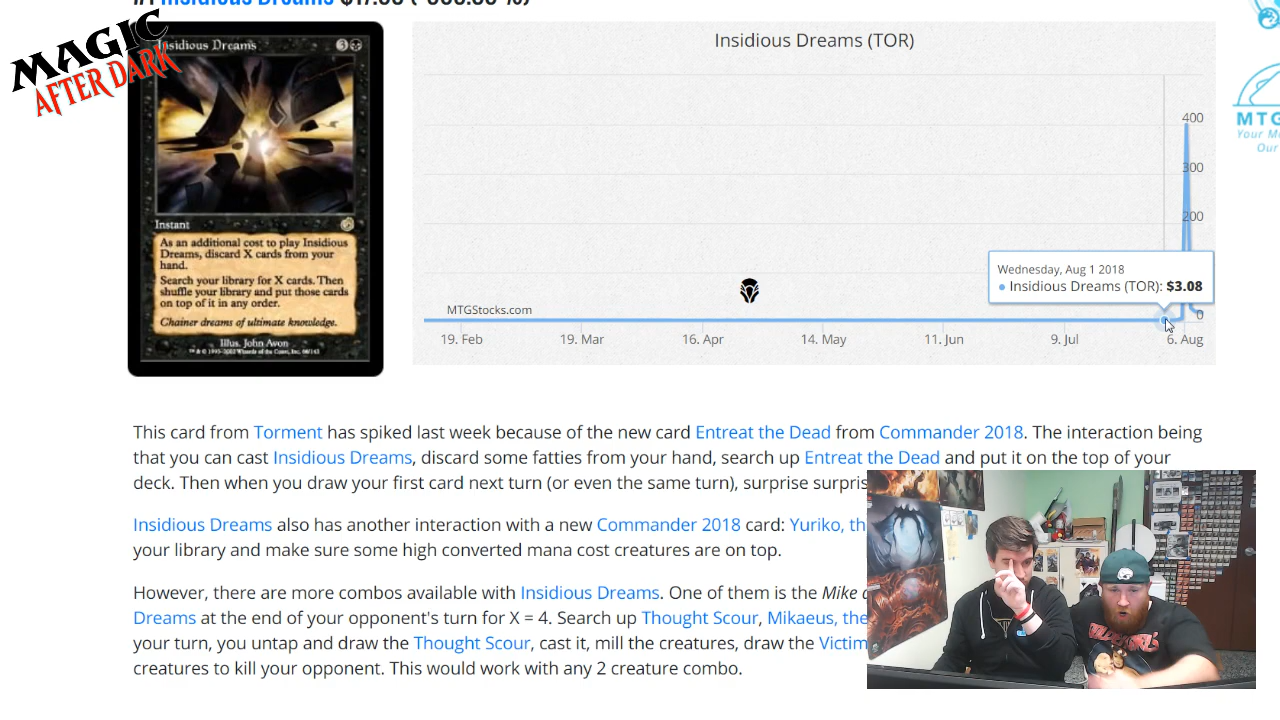 #1 Insidious Dreams $17.
MAGIC
AFTER DARK
Insidious Dreams
3
Instant
As an additional cost to play Insidious
Dreams, discard X cards from your
hand.
Search your library for X cards. Then
shuffle your library and put those cards
on top of it in any order.
Chainer dreams of ultimate knowledge.
Illus. John Avon
Insidious Dreams (TOR)
400
300
200
Wednesday, Aug 1 2018
Insidious Dreams (TOR): $3.08
0
MTGStocks.com
19. Feb
19. Mar
16. Apr
14. May
11. Jun
9. Jul
6. Aug
MTG
Your M
Our
This card from Torment has spiked last week because of the new card Entreat the Dead from Commander 2018. The interaction being
that you can cast Insidious Dreams, discard some fatties from your hand, search up Entreat the Dead and put it on the top of your
deck. Then when you draw your first card next turn (or even the same turn), surprise surpris
Insidious Dreams also has another interaction with a new Commander 2018 card: Yuriko, th
your library and make sure some high converted mana cost creatures are on top.
However, there are more combos available with Insidious Dreams. One of them is the Mike
Dreams at the end of your opponent's turn for X = 4. Search up Thought Scour, Mikaeus, the
your turn, you untap and draw the Thought Scour, cast it, mill the creatures, draw the Victim
creatures to kill your opponent. This would work with any 2 creature combo.